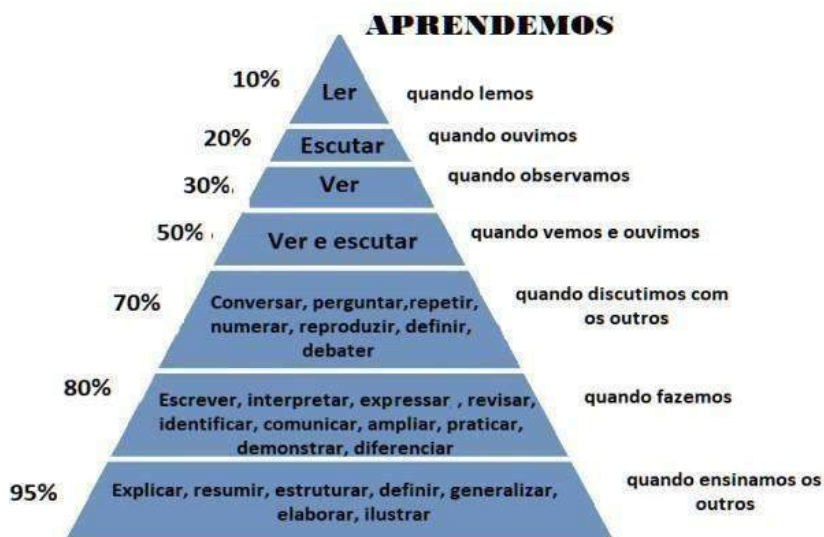 APRENDEMOS
10%
Ler
quando lemos
20%
Escutar
quando ouvimos
30%
Ver
quando observamos
50%
Ver e escutar
quando vemos e ouvimos
70%
Conversar, perguntar,repetir,
numerar, reproduzir, definir,
debater
quando discutimos com
os outros
80%
Escrever, interpretar, expressar , revisar,
identificar, comunicar, ampliar, praticar,
demonstrar, diferenciar
quando fazemos
95%
Explicar, resumir, estruturar, definir, generalizar,
elaborar, ilustrar
quando ensinamos os
outros